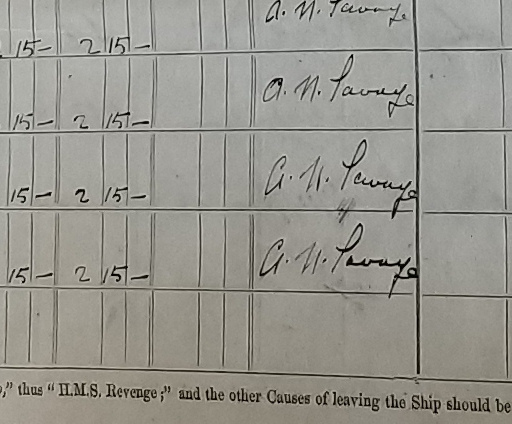 A. N. Savage
15 - 2 15 -
A. N. Savage
15 - 2 15 -
A. N. Savage
15 - 2 15 -
A. N. Savage
15 - 2 15 -
," thus "H.M.S. Revenge;" and the other Causes of leaving the Ship should be